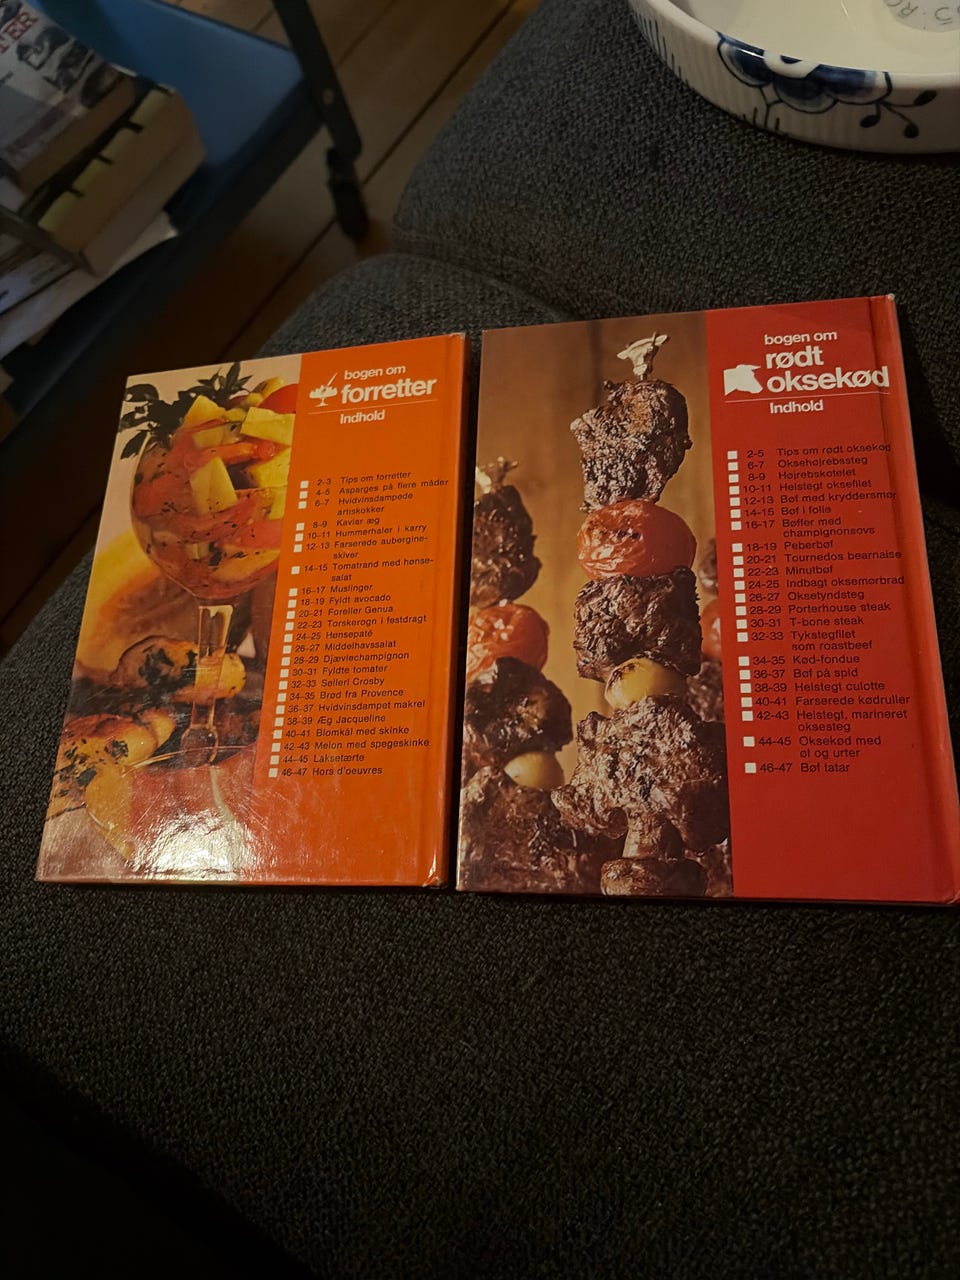 TER
bogen om
forretter
Indhold
2-3 Tips om forretter
4-5 Asparges på flere måder
6-7 Hvidvinsdampede
artiskokker
8-9 Kaviar æg
10-11 Hummerhaler i karry
12-13 Farserede aubergine-
skiver
14-15 Tomatrand med hønse-
salat
16-17 Muslinger
18-19 Fyldt avocado
20-21 Foreller Genua
22-23 Torskerogn i festdragt
24-25 Hønsepaté
26-27 Middelhavssalat
28-29 Djævlechampignon
30-31 Fyldte tomater
32-33 Selleri Crosby
34-35 Brød fra Provence
36-37 Hvidvinsdampet makrel
38-39 Æg Jacqueline
40-41 Blomkål med skinke
42-43 Melon med spegeskinke
44-45 Laksetærte
46-47 Hors d'oeuvres
bogen om
rødt
oksekød
Indhold
2-5 Tips om rødt oksekød
6-7 Oksehøjrebssteg
8-9 Højrebskotelet
10-11 Helstegt oksefilet
12-13 Bøf med kryddersmør
14-15 Bøf i folie
16-17 Bøffer med
champignonsovs
18-19 Peberbøf
20-21 Tournedos bearnaise
22-23 Minutbøf
24-25 Indbagt oksemørbrad
26-27 Oksetyndsteg
28-29 Porterhouse steak
30-31 T-bone steak
32-33 Tykstegfilet
som roastbeef
34-35 Kød-fondue
36-37 Bøf på spid
38-39 Helstegt culotte
40-41 Farserede kødruller
42-43 Helstegt, marineret
oksesteg
44-45 Oksekød med
øl og urter
46-47 Bøf tatar